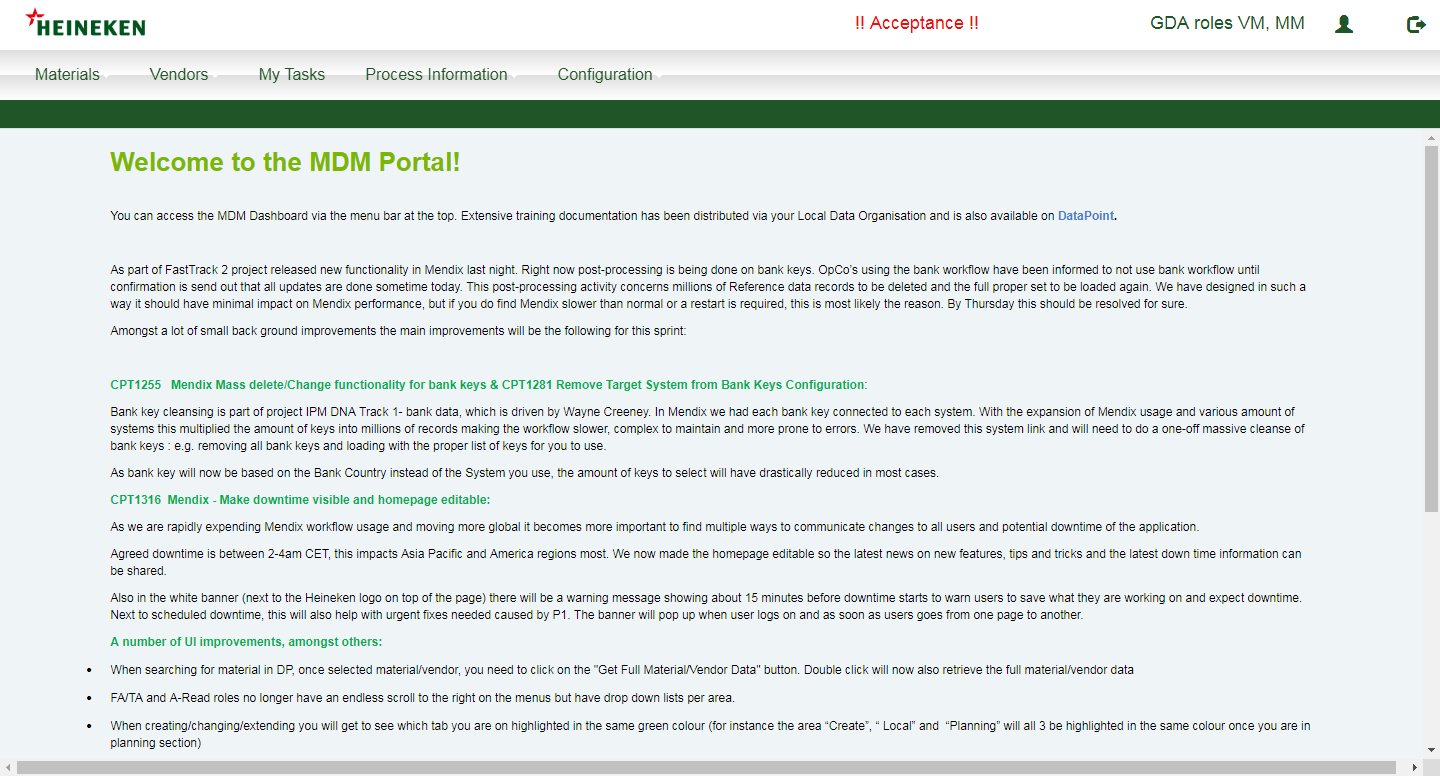 HEINEKEN
!! Acceptance !!
GDA roles VM, MM
Materials
Vendors
My Tasks
Process Information
Configuration
Welcome to the MDM Portal!
You can access the MDM Dashboard via the menu bar at the top. Extensive training documentation has been distributed via your Local Data Organisation and is also available on DataPoint.
As part of FastTrack 2 project released new functionality in Mendix last night. Right now post-processing is being done on bank keys. OpCo's using the bank workflow have been informed to not use bank workflow until
confirmation is send out that all updates are done sometime today. This post-processing activity concerns millions of Reference data records to be deleted and the full proper set to be loaded again. We have designed in such a
way it should have minimal impact on Mendix performance, but if you do find Mendix slower than normal or a restart is required, this is most likely the reason. By Thursday this should be resolved for sure.
Amongst a lot of small back ground improvements the main improvements will be the following for this sprint:
CPT1255   Mendix Mass delete/Change functionality for bank keys & CPT1281 Remove Target System from Bank Keys Configuration:
Bank key cleansing is part of project IPM DNA Track 1- bank data, which is driven by Wayne Creeney. In Mendix we had each bank key connected to each system. With the expansion of Mendix usage and various amount of
systems this multiplied the amount of keys into millions of records making the workflow slower, complex to maintain and more prone to errors. We have removed this system link and will need to do a one-off massive cleanse of
bank keys : e.g. removing all bank keys and loading with the proper list of keys for you to use.
As bank key will now be based on the Bank Country instead of the System you use, the amount of keys to select will have drastically reduced in most cases.
CPT1316  Mendix - Make downtime visible and homepage editable:
As we are rapidly expending Mendix workflow usage and moving more global it becomes more important to find multiple ways to communicate changes to all users and potential downtime of the application.
Agreed downtime is between 2-4am CET, this impacts Asia Pacific and America regions most. We now made the homepage editable so the latest news on new features, tips and tricks and the latest down time information can
be shared.
Also in the white banner (next to the Heineken logo on top of the page) there will be a warning message showing about 15 minutes before downtime starts to warn users to save what they are working on and expect downtime.
Next to scheduled downtime, this will also help with urgent fixes needed caused by P1. The banner will pop up when user logs on and as soon as users goes from one page to another.
A number of UI improvements, amongst others:
• When searching for material in DP, once selected material/vendor, you need to click on the "Get Full Material/Vendor Data" button. Double click will now also retrieve the full material/vendor data
• FA/TA and A-Read roles no longer have an endless scroll to the right on the menus but have drop down lists per area.
• When creating/changing/extending you will get to see which tab you are on highlighted in the same green colour (for instance the area “Create”, “ Local” and  “Planning” will all 3 be highlighted in the same colour once you are in
planning section)